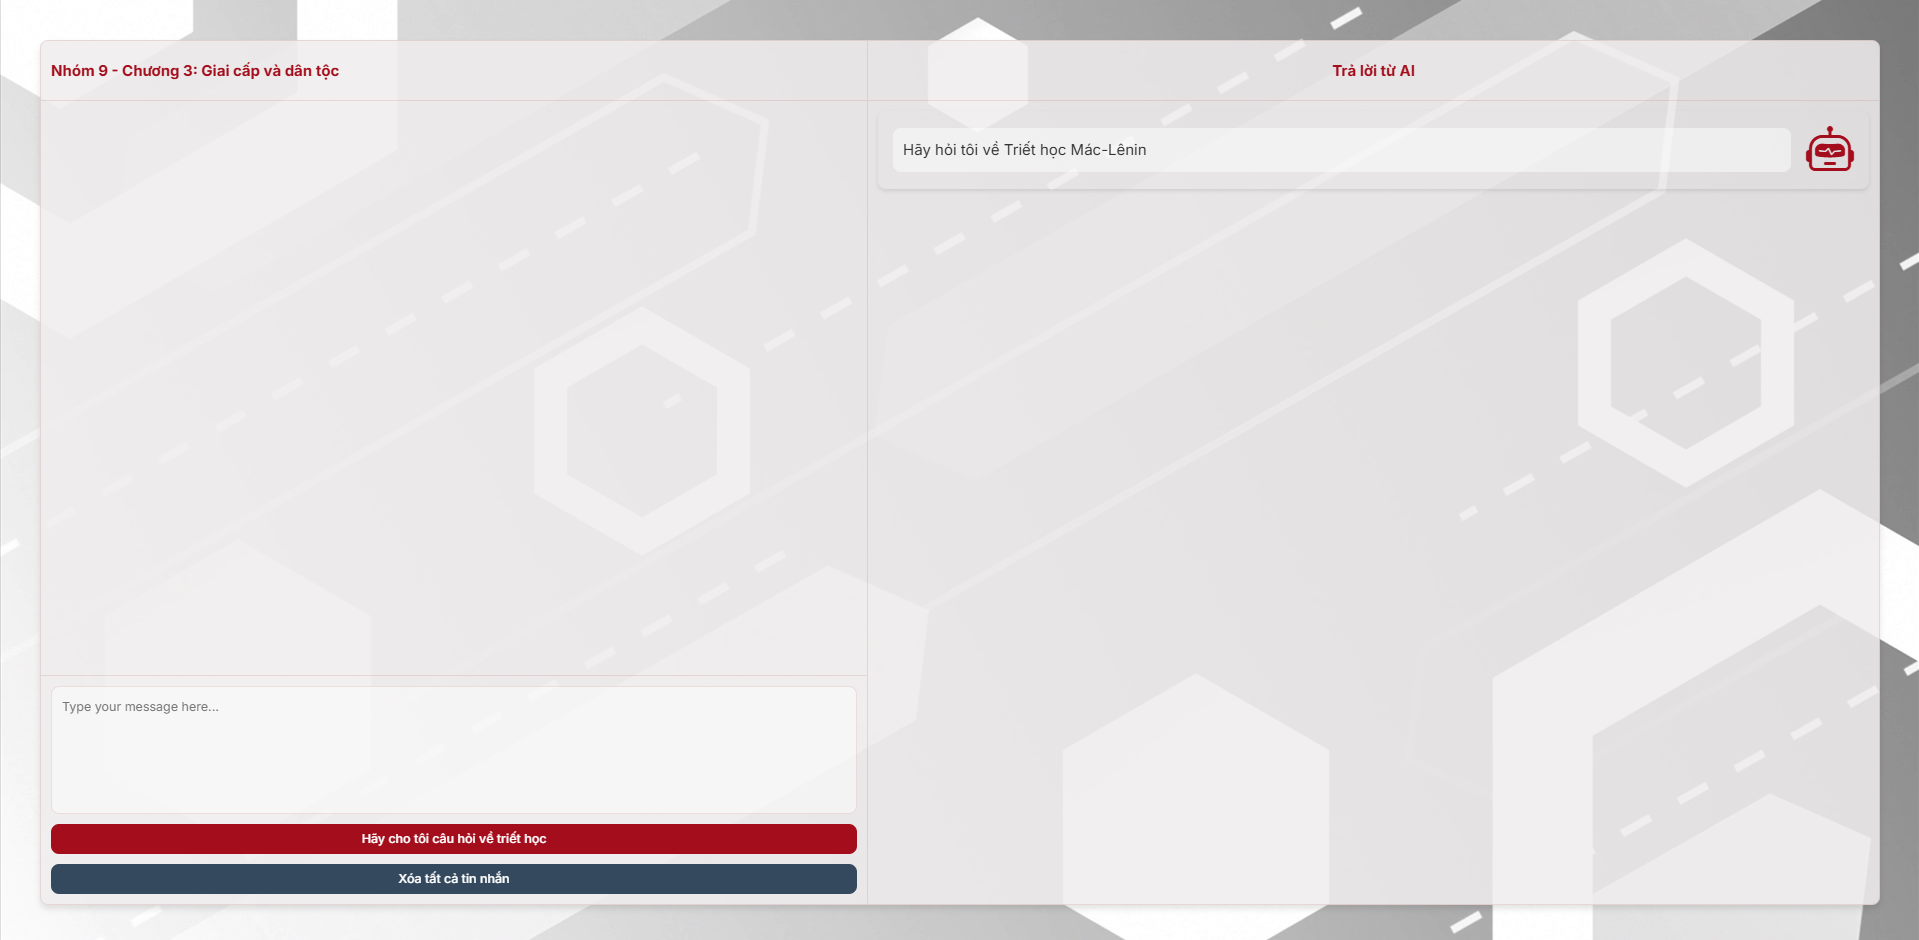 Nhóm 9 - Chương 3: Giai cấp và dân tộc
Trả lời từ AI
Hãy hỏi tôi về Triết học Mác-Lênin
Type your message here...
Hãy cho tôi câu hỏi về triết học
Xóa tất cả tin nhắn